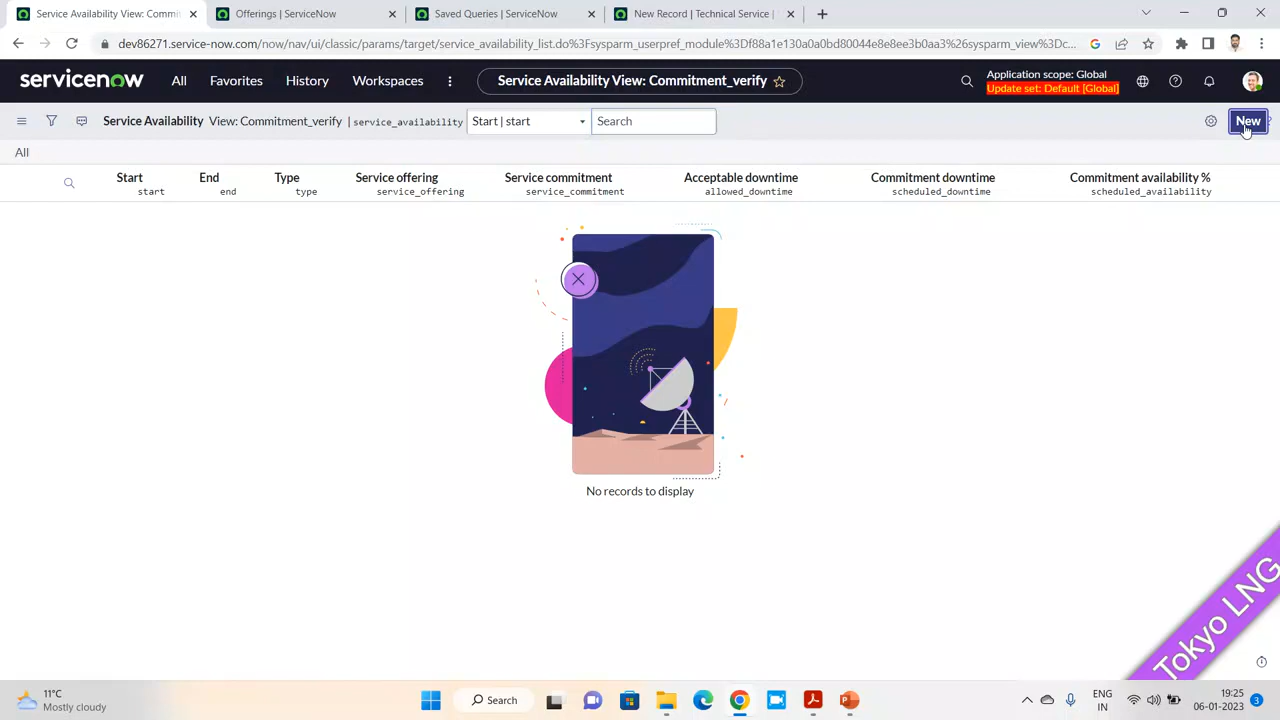 Service Availability View: Commit
Offerings | ServiceNow
Saved Queries | ServiceNow
New Record | Technical Service |
dev86271.service-now.com/now/nav/ui/classic/params/target/service_availability_list.do%3Fsysparm_userpref_module%3Df88a1e130a0a0bd80044e8e8ee3b0aa3%26sysparm_view%3Dc...
servicenow
All
Favorites
History
Workspaces
Service Availability View: Commitment_verify
Application scope: Global
Update set: Default [Global]
Service Availability View: Commitment_verify | service_availability
Start | start
Search
New
All
Start
End
Type
Service offering
Service commitment
Acceptable downtime
Commitment downtime
Commitment availability %
start
end
type
service_offering
service_commitment
allowed_downtime
scheduled_downtime
scheduled_availability
No records to display
Tokyo LNG
11°C
Mostly cloudy
Search
ENG
IN
19:25
06-01-2023
3